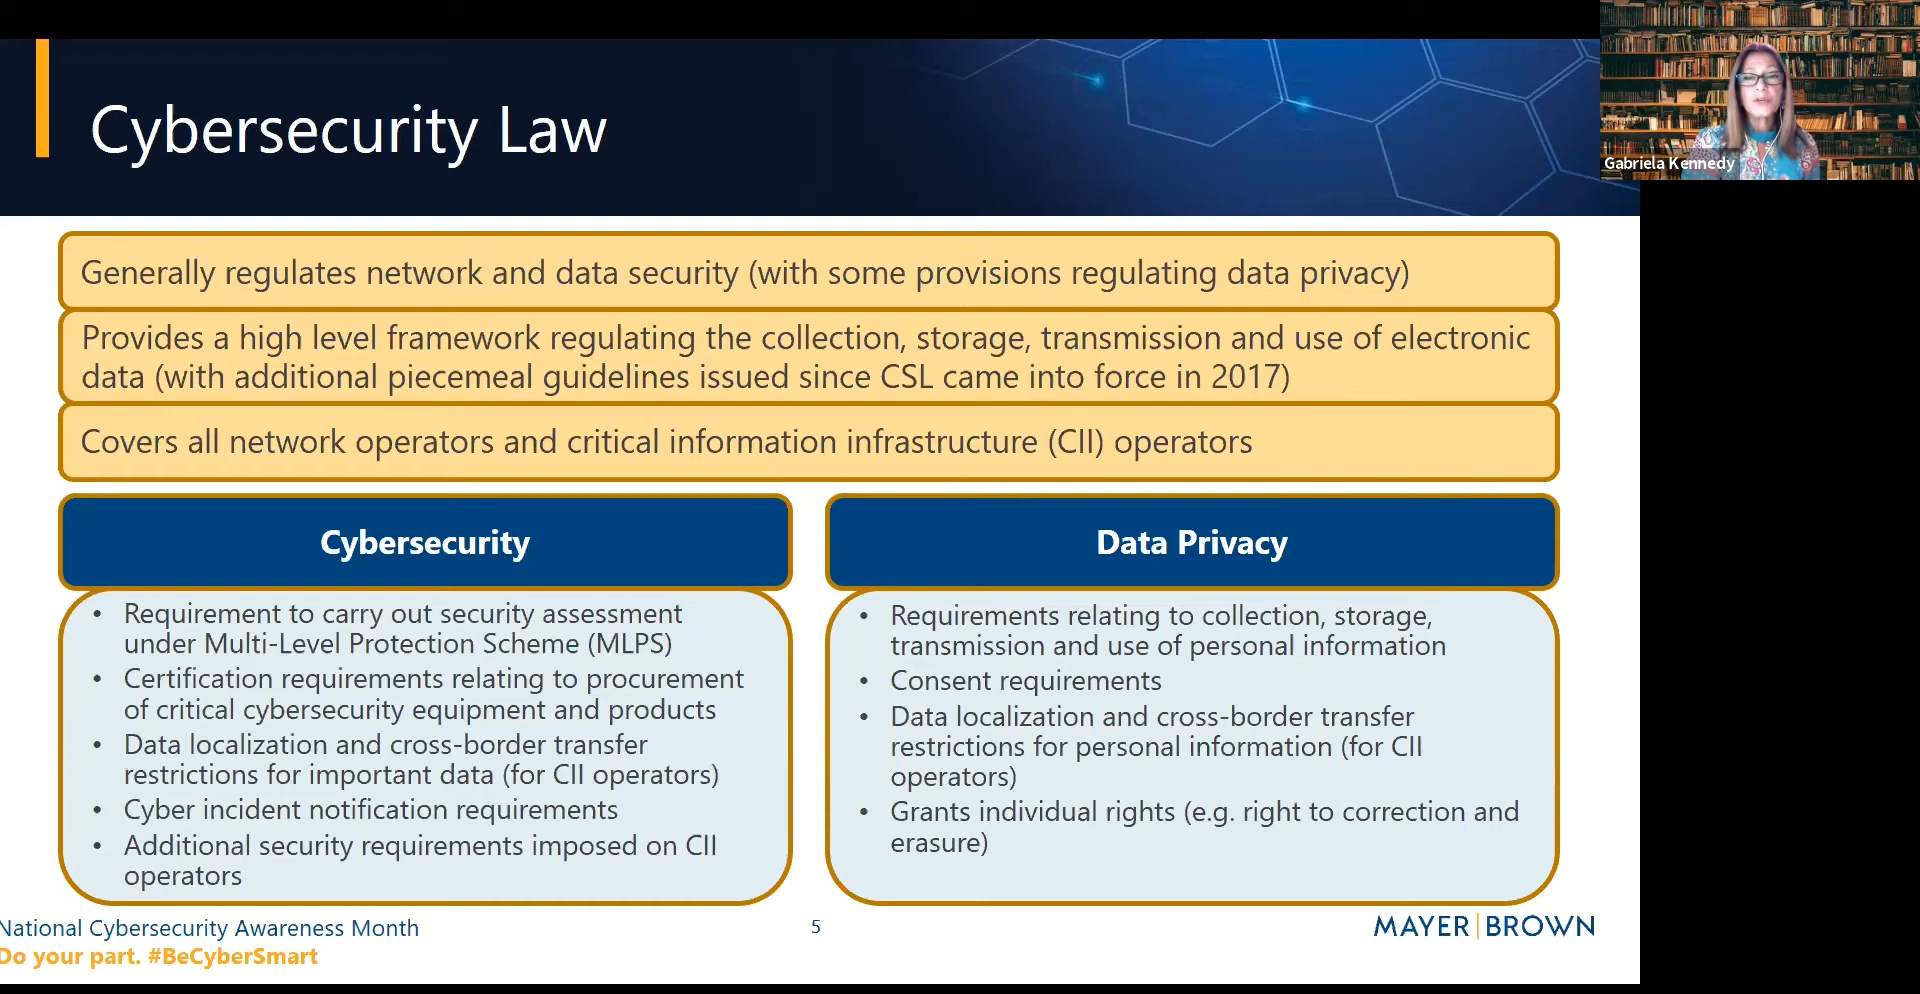 Cybersecurity Law
Gabriela Kennedy
Generally regulates network and data security (with some provisions regulating data privacy)
Provides a high level framework regulating the collection, storage, transmission and use of electronic
data (with additional piecemeal guidelines issued since CSL came into force in 2017)
Covers all network operators and critical information infrastructure (CII) operators
Cybersecurity
• Requirement to carry out security assessment
under Multi-Level Protection Scheme (MLPS)
• Certification requirements relating to procurement
of critical cybersecurity equipment and products
• Data localization and cross-border transfer
restrictions for important data (for CII operators)
• Cyber incident notification requirements
• Additional security requirements imposed on CII
operators
Data Privacy
• Requirements relating to collection, storage,
transmission and use of personal information
• Consent requirements
• Data localization and cross-border transfer
restrictions for personal information (for CII
operators)
• Grants individual rights (e.g. right to correction and
erasure)
National Cybersecurity Awareness Month
Do your part. #BeCyberSmart
5
MAYER|BROWN